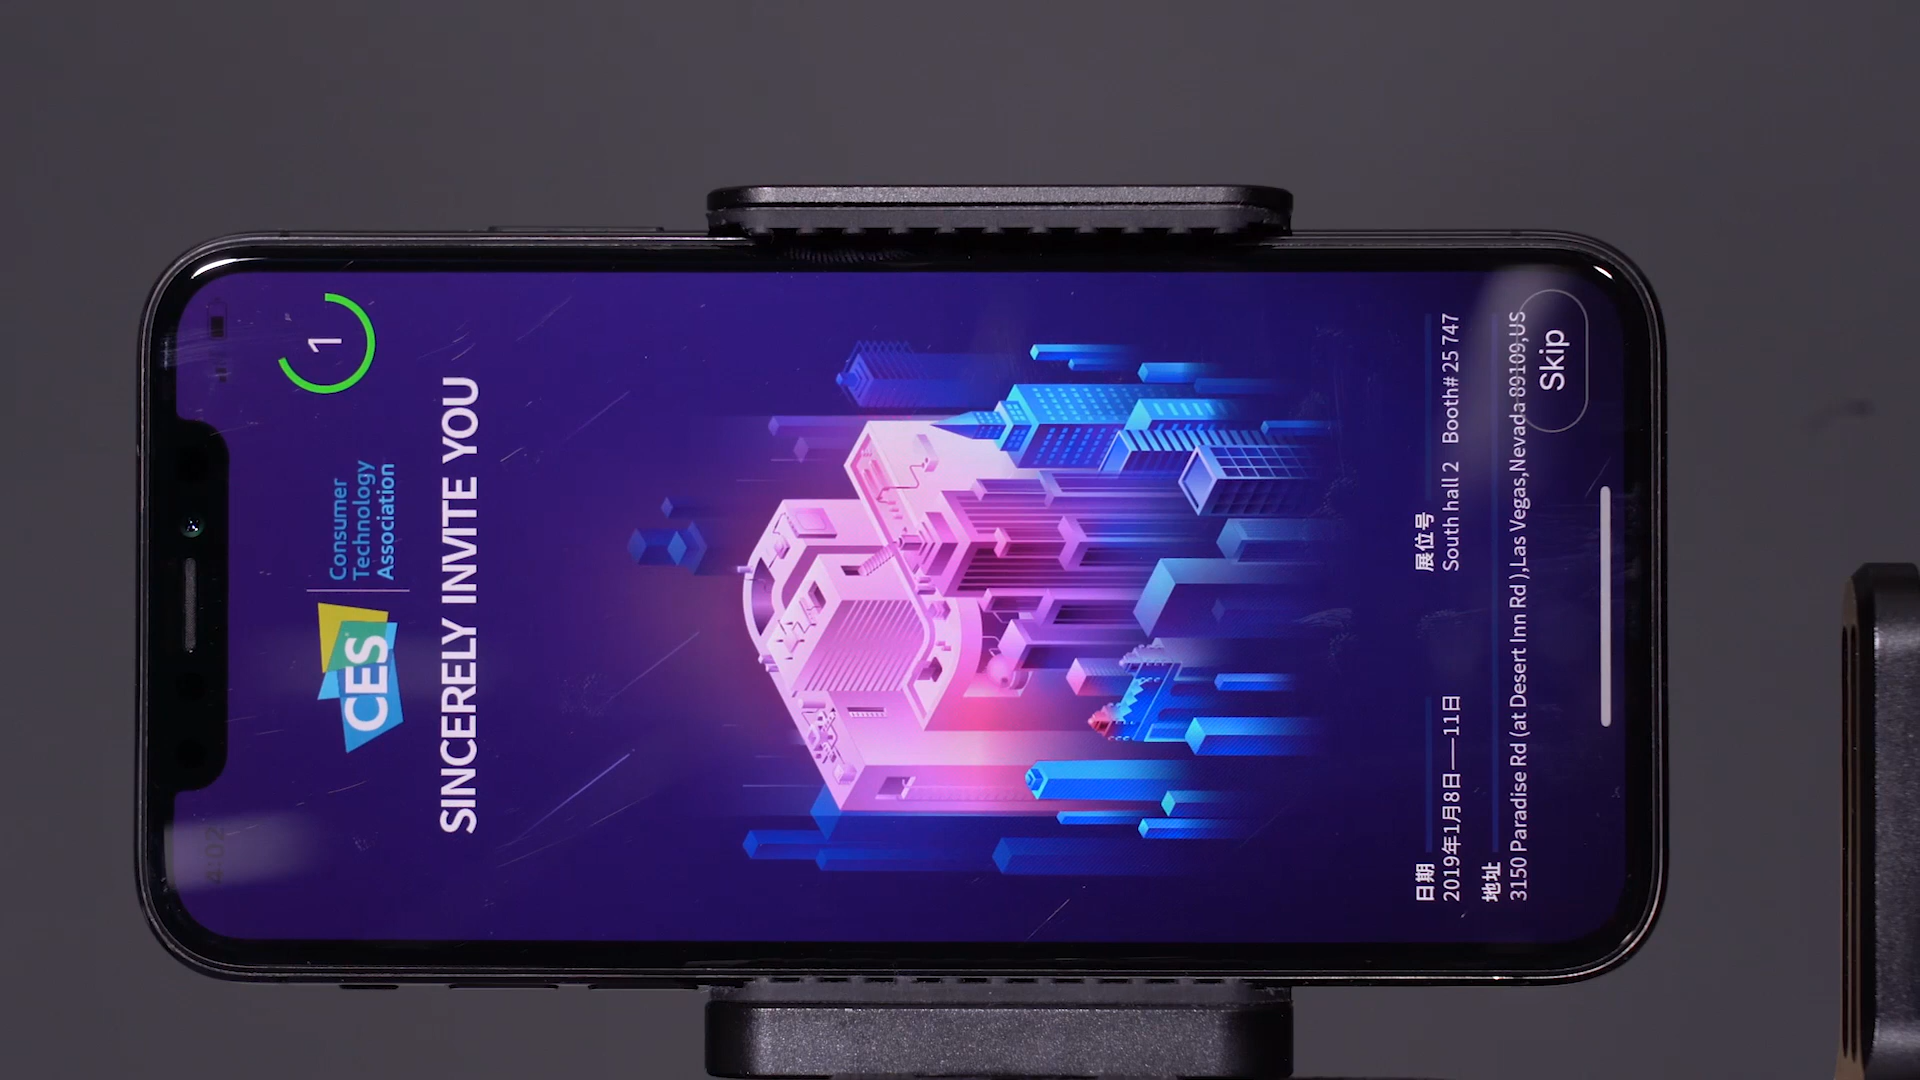 4:02
1
CES
Consumer
Technology
Association
SINCERELY INVITE YOU
日期
2019年1月8日——11日
展位号
South hall 2 Booth# 25 747
地址
3150 Paradise Rd (at Desert Inn Rd ),Las Vegas,Nevada 89109,US
Skip